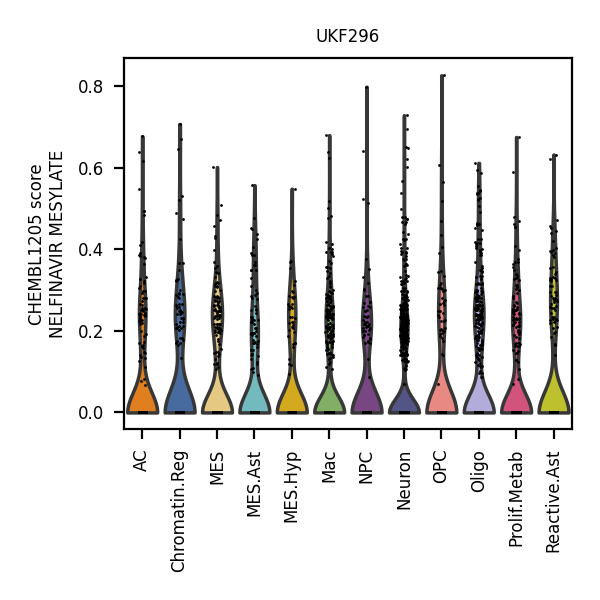 UKF296
CHEMBL1205 score
NELFINAVIR MESYLATE
0.8
0.6
0.4
0.2
0.0
AC
Chromatin.Reg
MES
MES.Ast
MES.Hyp
Mac
NPC
Neuron
OPC
Oligo
Prolif.Metab
Reactive.Ast